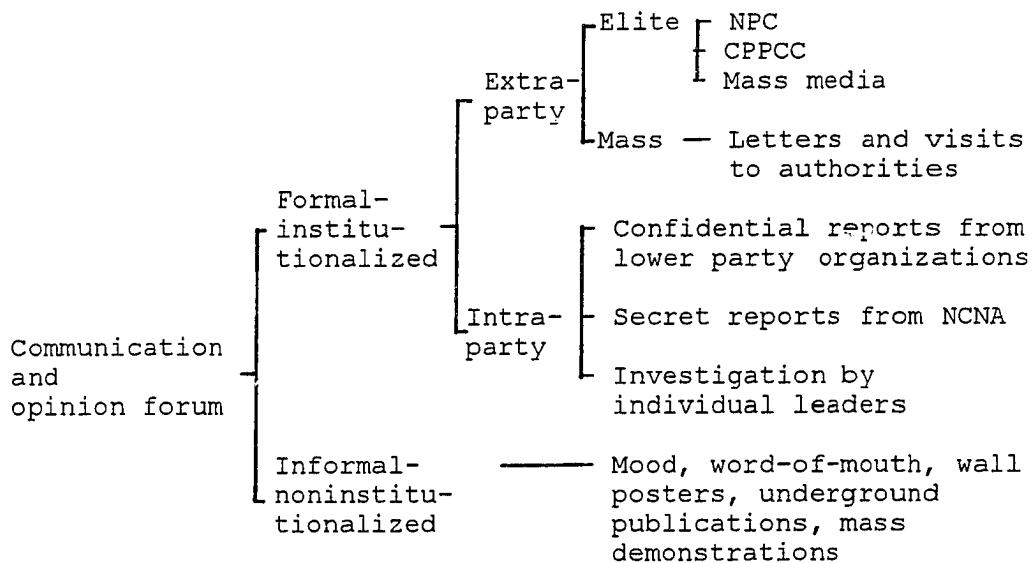 Communication
and
opinion forum
Formal-
institu-
tionalized
Extra-
party
Elite
NPC
CPPCC
Mass media
Mass
Letters and visits
to authorities
Intra-
party
Confidential reports from
lower party organizations
Secret reports from NCNA
Investigation by
individual leaders
Informal-
noninstitu-
tionalized
Mood, word-of-mouth, wall
posters, underground
publications, mass
demonstrations